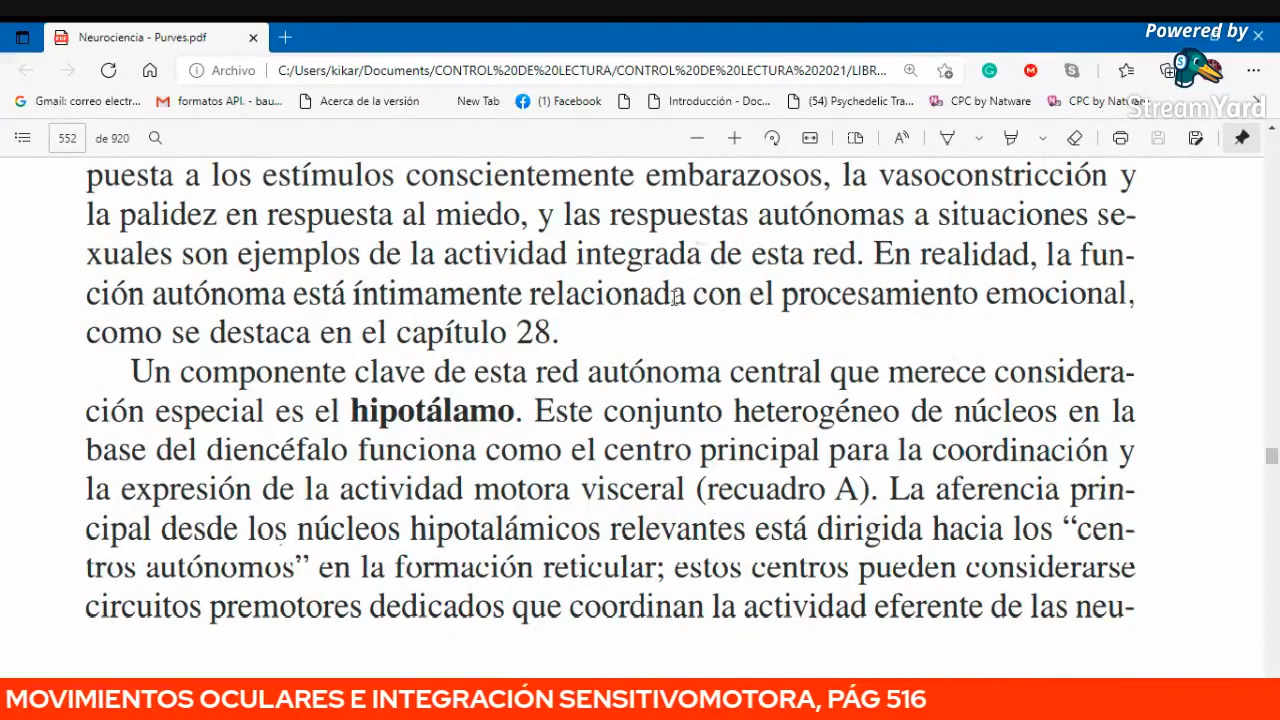 Powered by
Neurociencia - Purves.pdf
Archivo
C:/Users/kikar/Documents/CONTROL%20DE%20LECTURA/CONTROL%20DE%20LECTURA%202021/LIBR...
StreamYard
Gmail: correo electr...
formatos API. - bau...
Acerca de la versión
New Tab
(1) Facebook
Introducción - Doc...
(54) Psychedelic Tra...
CPC by Natware
552
de 920
puesta a los estímulos conscientemente embarazosos, la vasoconstricción y
la palidez en respuesta al miedo, y las respuestas autónomas a situaciones se-
xuales son ejemplos de la actividad integrada de esta red. En realidad, la fun-
ción autónoma está íntimamente relacionada con el procesamiento emocional,
como se destaca en el capítulo 28.
Un componente clave de esta red autónoma central que merece considera-
ción especial es el hipotálamo. Este conjunto heterogéneo de núcleos en la
base del diencéfalo funciona como el centro principal para la coordinación y
la expresión de la actividad motora visceral (recuadro A). La aferencia prin-
cipal desde los núcleos hipotalámicos relevantes está dirigida hacia los “cen-
tros autónomos” en la formación reticular; estos centros pueden considerarse
circuitos premotores dedicados que coordinan la actividad eferente de las neu-
MOVIMIENTOS OCULARES E INTEGRACIÓN SENSITIVOMOTORA, PÁG 516